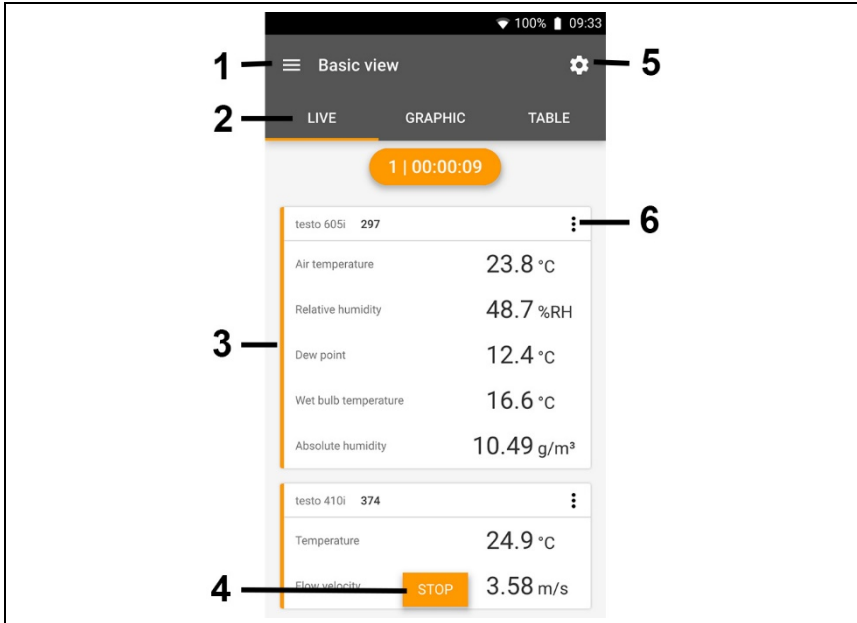 100% 09:33
1 Basic view 5
2 LIVE GRAPHIC TABLE
1 | 00:00:09
testo 605i 297 6
Air temperature 23.8 °C
Relative humidity 48.7 %RH
3
Dew point 12.4 °C
Wet bulb temperature 16.6 °C
Absolute humidity 10.49 g/m³
testo 410i 374
Temperature 24.9 °C
4 Flow velocity STOP 3.58 m/s